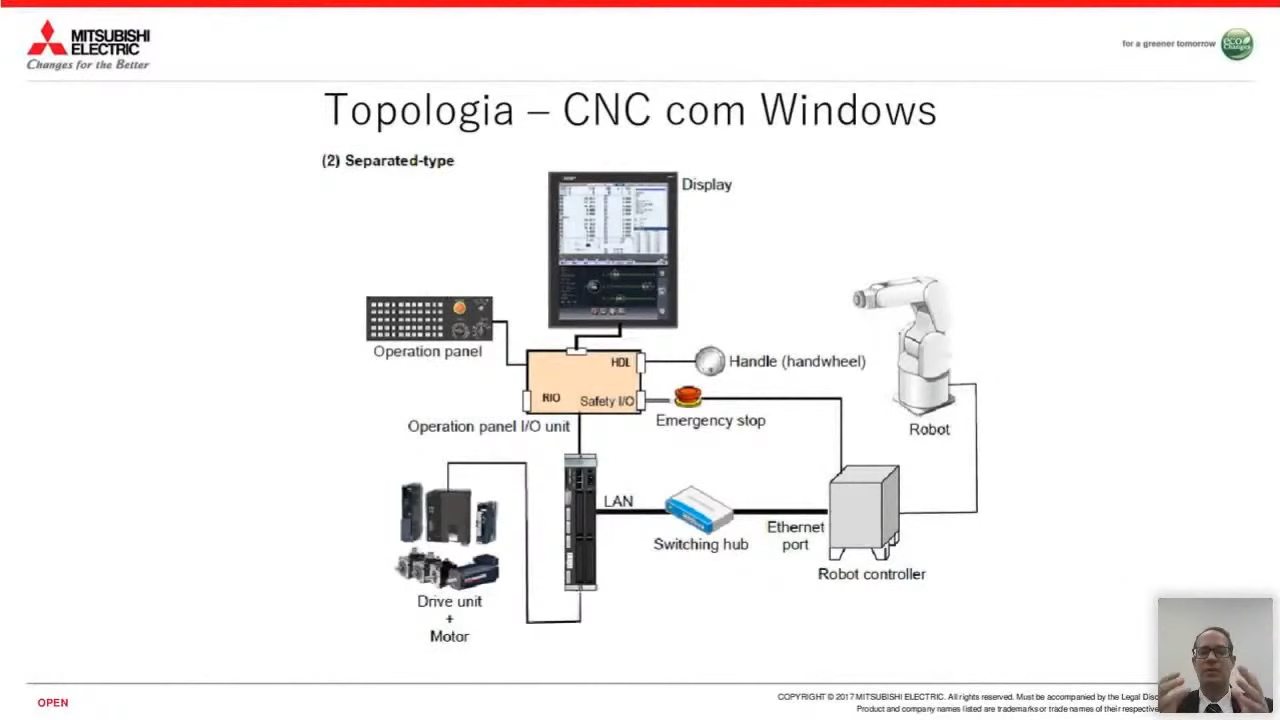 MITSUBISHI
ELECTRIC
Changes for the Better
for a greener tomorrow
eco
Changes
Topologia – CNC com Windows
(2) Separated-type
Display
Operation panel
HDL
Handle (handwheel)
RIO
Safety I/O
Emergency stop
Operation panel I/O unit
Robot
LAN
Switching hub
Ethernet
port
Robot controller
Drive unit
+
Motor
OPEN
COPYRIGHT © 2017 MITSUBISHI ELECTRIC. All rights reserved. Must be accompanied by the Legal
Product and company names listed are trademarks or trade names of their